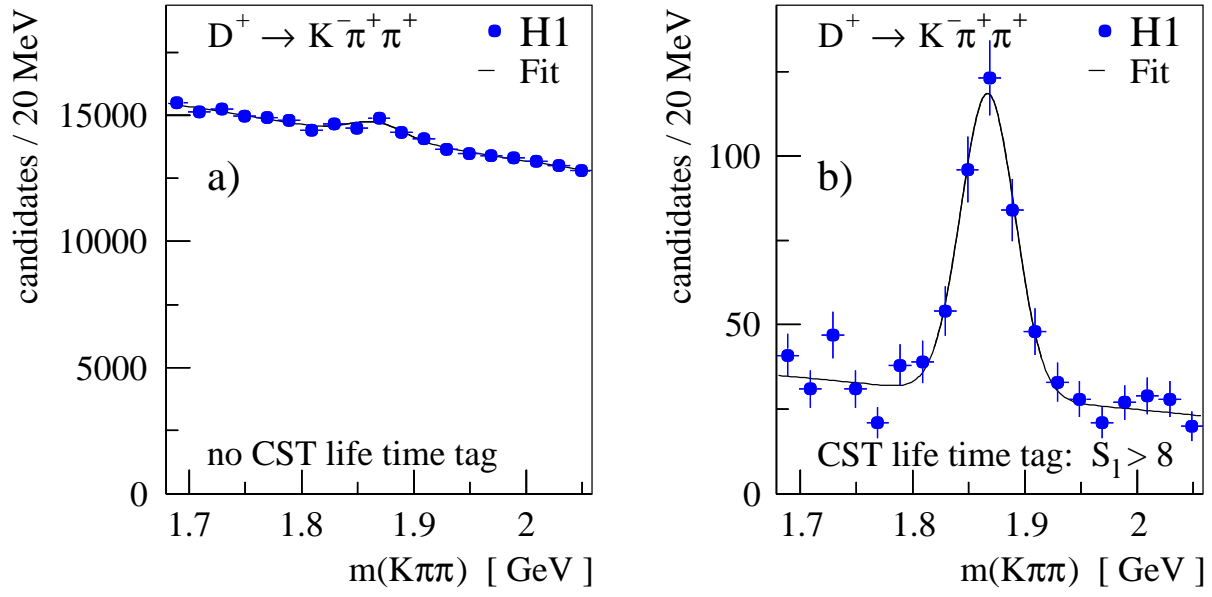 candidates / 20 MeV
D⁺ → K⁻π⁺π⁺
H1
Fit
a)
no CST life time tag
15000
10000
5000
0
1.7
1.8
1.9
2
m(Kππ) [ GeV ]
candidates / 20 MeV
D⁺ → K⁻π⁺π⁺
H1
Fit
b)
CST life time tag: Sₗ > 8
100
50
0
1.7
1.8
1.9
2
m(Kππ) [ GeV ]